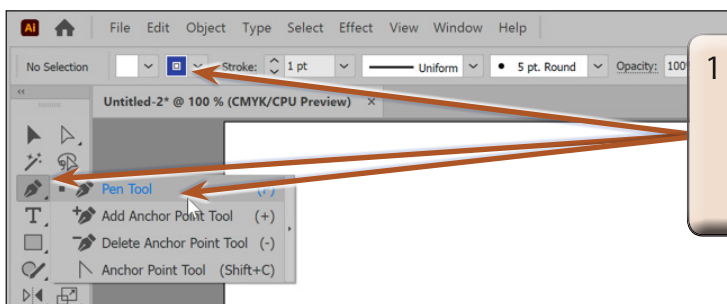 Ai File Edit Object Type Select Effect View Window Help
No Selection Stroke: 1 pt Uniform 5 pt. Round Opacity: 100
Untitled-2* @ 100 % (CMYK/CPU Preview) ×
1
Pen Tool
Add Anchor Point Tool (+)
Delete Anchor Point Tool (-)
Anchor Point Tool (Shift+C)